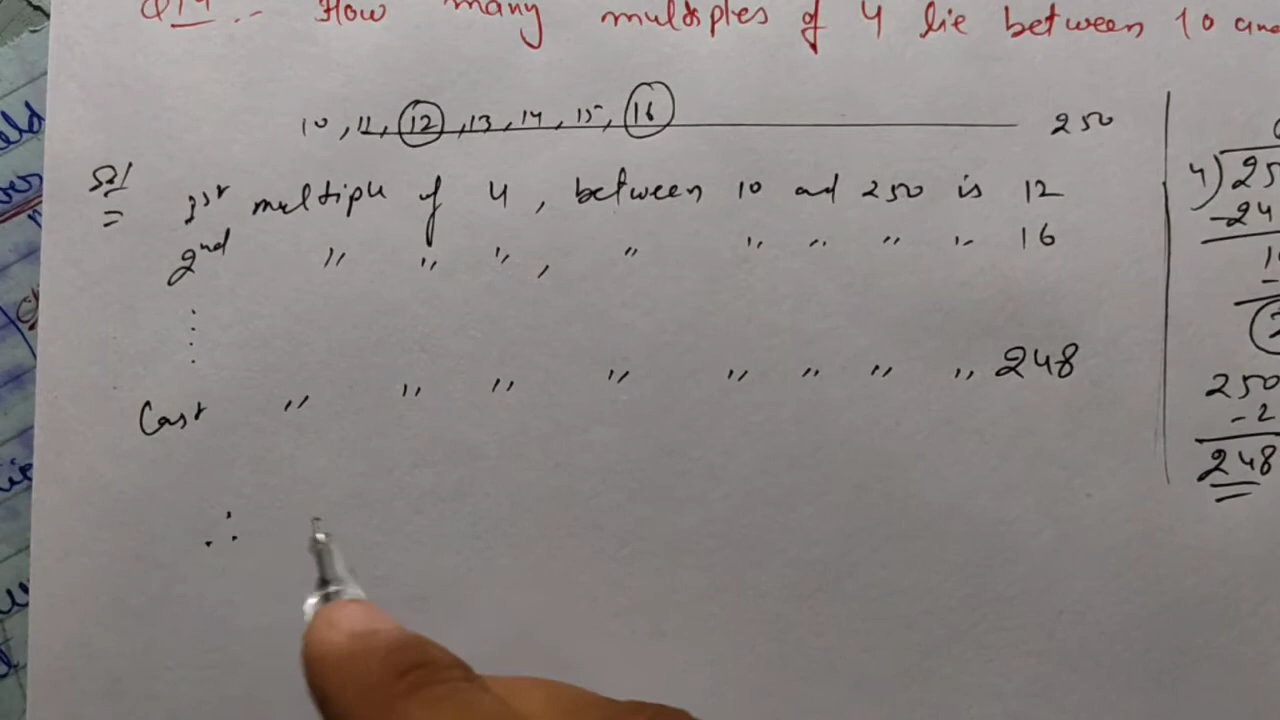 Q14 :- How many multiples of 4 lie between 10 and
10, 11, 12, 13, 14, 15, 16 250
Sol 1st multiple of 4, between 10 and 250 is 12
= 2nd " " " , " " " " " 16
Last " " " " " " " " 248
∴
4)25
-24
1
250
-2
248